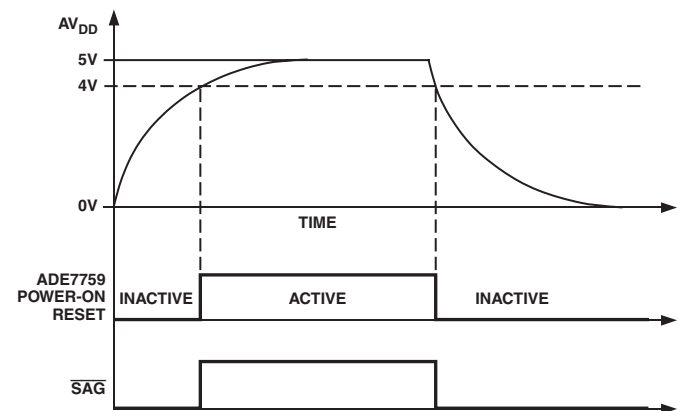 AVDD
5V
4V
0V
TIME
ADE7759
POWER-ON
RESET
INACTIVE
ACTIVE
INACTIVE
SAG